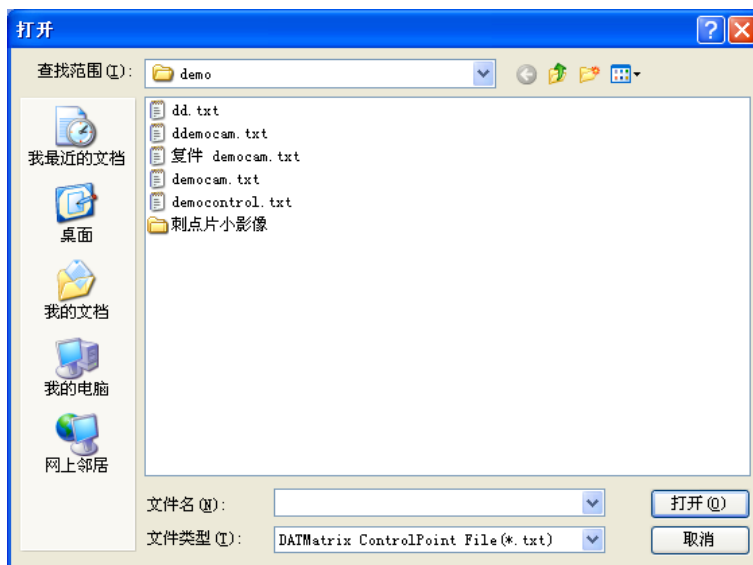 打开
查找范围(I):
demo
dd.txt
ddemocam.txt
复件 democam.txt
democam.txt
democontrol.txt
刺点片小影像
我最近的文档
桌面
我的文档
我的电脑
网上邻居
文件名(N):
打开(O)
文件类型(T):
DATMatrix ControlPoint File(*.txt)
取消